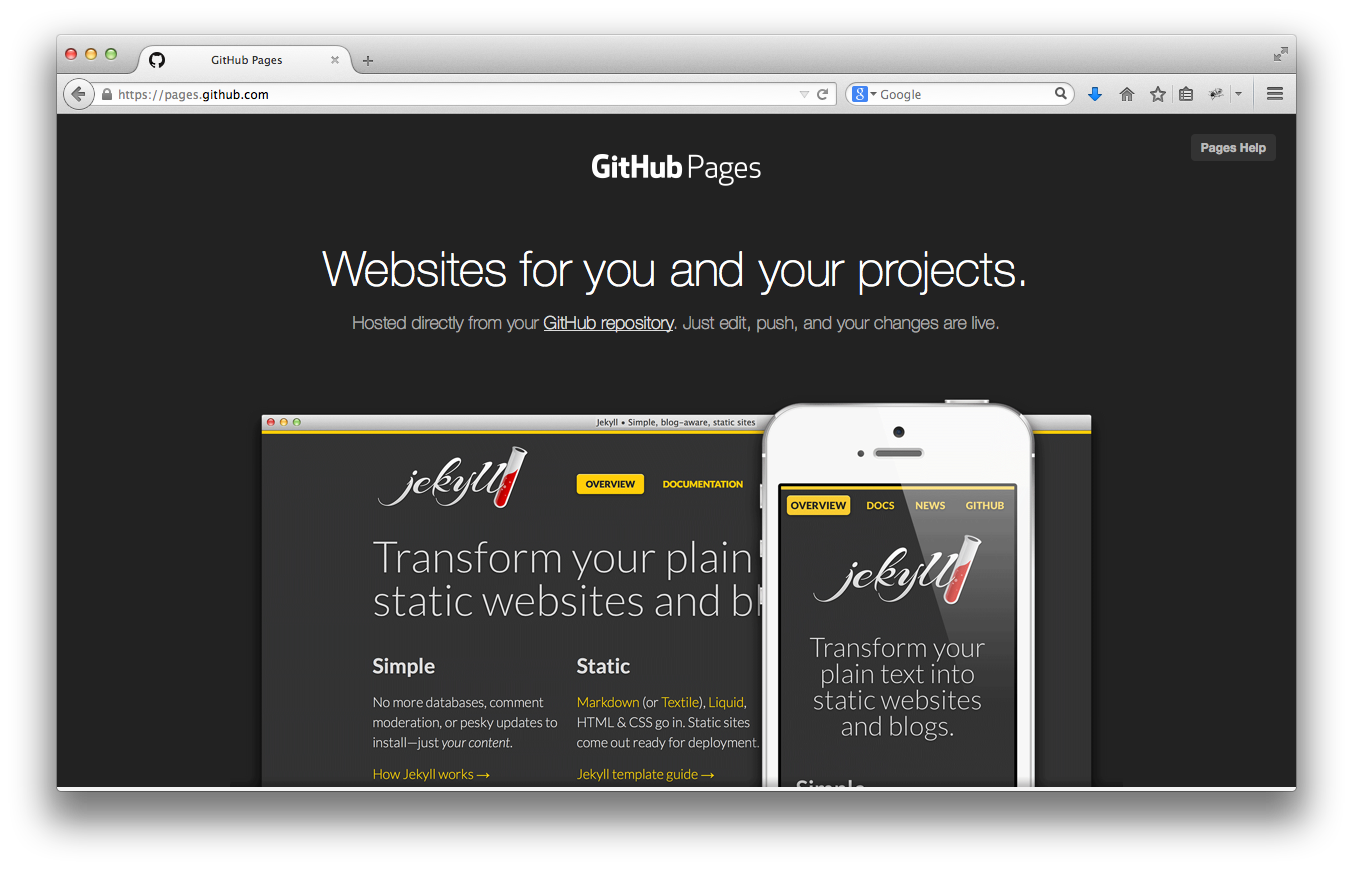 GitHub Pages
https://pages.github.com
Google
Pages Help
GitHub Pages
Websites for you and your projects.
Hosted directly from your GitHub repository. Just edit, push, and your changes are live.
Jekyll • Simple, blog-aware, static sites
jekyll
OVERVIEW DOCUMENTATION
Transform your plain
static websites and bl
Simple
No more databases, comment
moderation, or pesky updates to
install—just your content.
How Jekyll works →
Static
Markdown (or Textile), Liquid,
HTML & CSS go in. Static sites
come out ready for deployment.
Jekyll template guide →
OVERVIEW DOCS NEWS GITHUB
jekyll
Transform your
plain text into
static websites
and blogs.
Simple